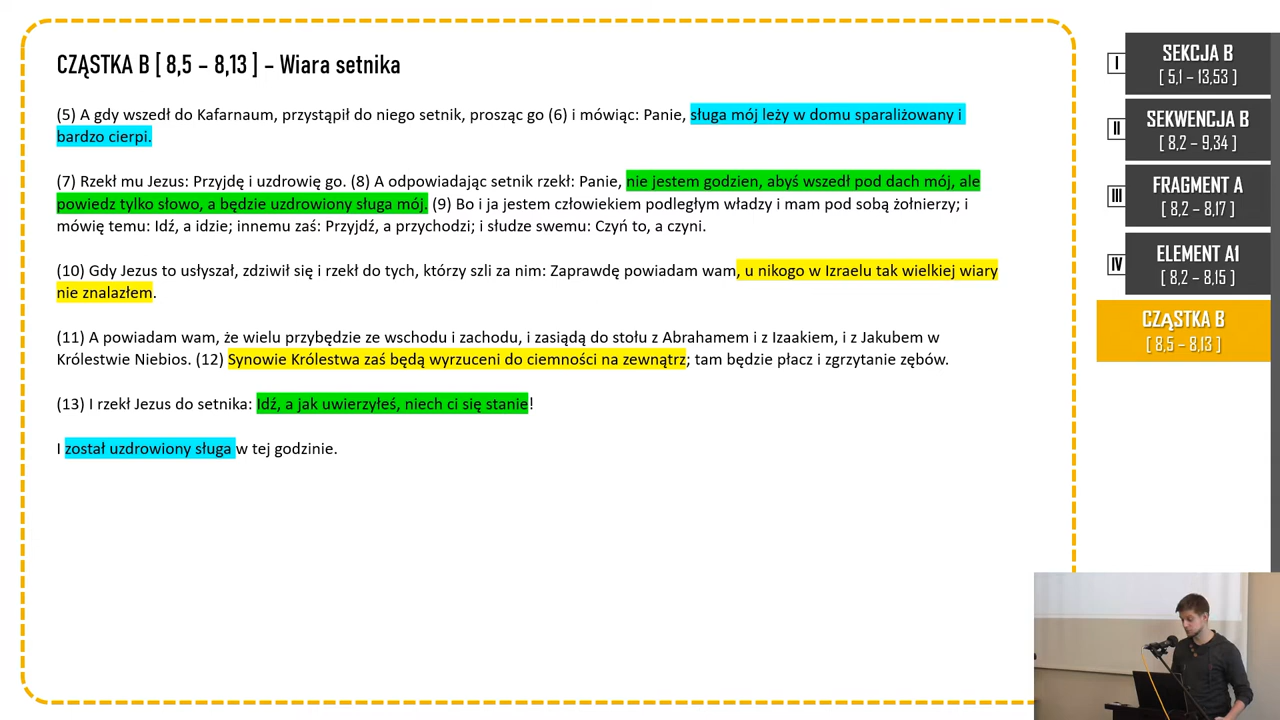 CZĄSTKA B [ 8,5 – 8,13 ] – Wiara setnika
(5) A gdy wszedł do Kafarnaum, przystąpił do niego setnik, prosząc go (6) i mówiąc: Panie, sługa mój leży w domu sparaliżowany i
bardzo cierpi.
(7) Rzekł mu Jezus: Przyjdę i uzdrowię go. (8) A odpowiadając setnik rzekł: Panie, nie jestem godzien, abyś wszedł pod dach mój, ale
powiedz tylko słowo, a będzie uzdrowiony sługa mój. (9) Bo i ja jestem człowiekiem podległym władzy i mam pod sobą żołnierzy; i
mówię temu: Idź, a idzie; innemu zaś: Przyjdź, a przychodzi; i słudze swemu: Czyń to, a czyni.
(10) Gdy Jezus to usłyszał, zdziwił się i rzekł do tych, którzy szli za nim: Zaprawdę powiadam wam, u nikogo w Izraelu tak wielkiej wiary
nie znalazłem.
(11) A powiadam wam, że wielu przybędzie ze wschodu i zachodu, i zasiądą do stołu z Abrahamem i z Izaakiem, i z Jakubem w
Królestwie Niebios. (12) Synowie Królestwa zaś będą wyrzuceni do ciemności na zewnątrz; tam będzie płacz i zgrzytanie zębów.
(13) I rzekł Jezus do setnika: Idź, a jak uwierzyłeś, niech ci się stanie!
I został uzdrowiony sługa w tej godzinie.
I
SEKCJA B
[ 5,1 – 13,53 ]
II
SEKWENCJA B
[ 8,2 – 9,34 ]
III
FRAGMENT A
[ 8,2 – 8,17 ]
IV
ELEMENT A1
[ 8,2 – 8,15 ]
CZĄSTKA B
[ 8,5 – 8,13 ]